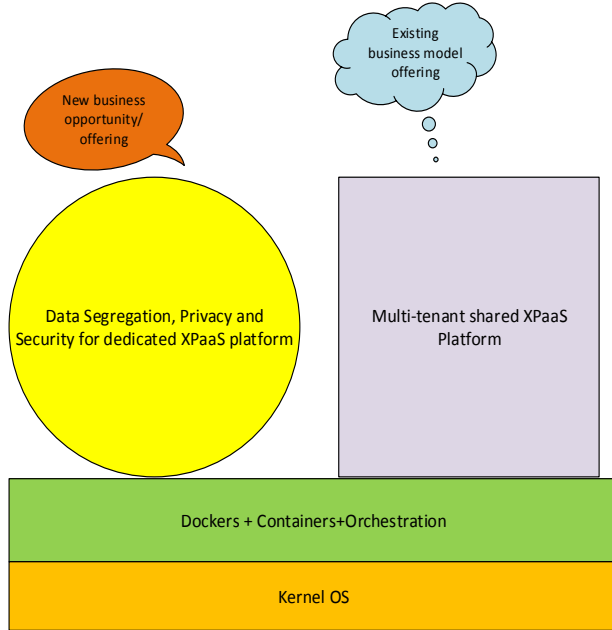 New business
opportunity/
offering
Existing
business model
offering
Data Segregation, Privacy and
Security for dedicated XPaaS platform
Multi-tenant shared XPaaS
Platform
Dockers + Containers+Orchestration
Kernel OS